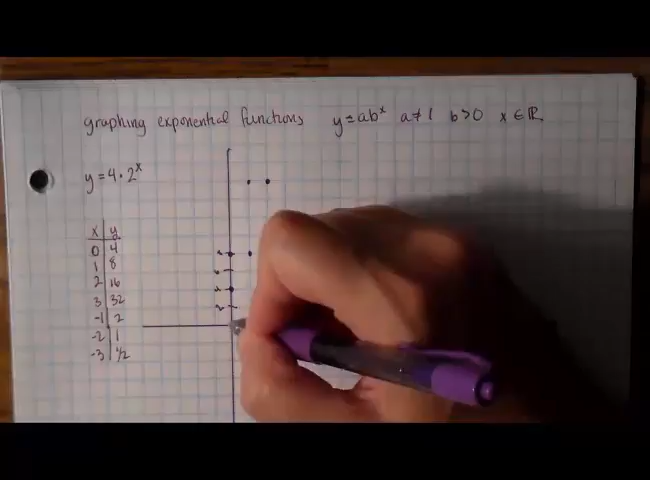 graphing exponential functions y=ab^x a≠1 b>0 x∈ℝ
y=4·2^x
x y
0 4
1 8
2 16
3 32
-1 2
-2 1
-3 1/2